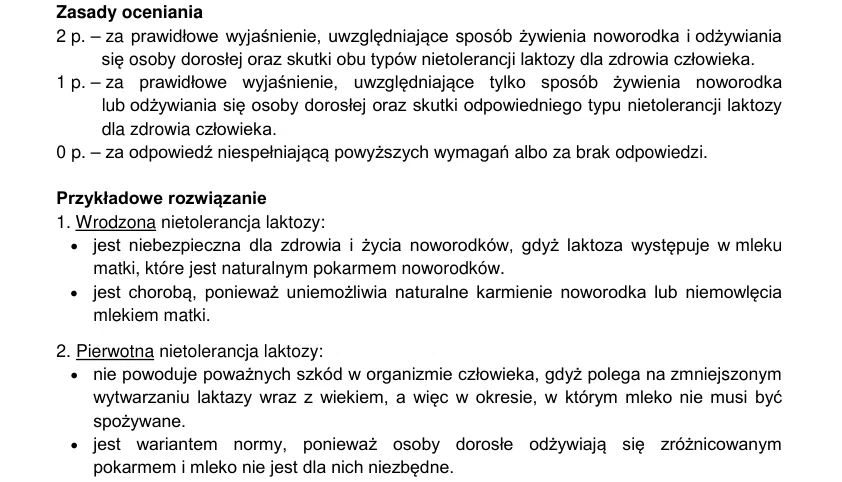 Zasady oceniania
2 p. – za prawidłowe wyjaśnienie, uwzględniające sposób żywienia noworodka i odżywiania
się osoby dorosłej oraz skutki obu typów nietolerancji laktozy dla zdrowia człowieka.
1 p. – za prawidłowe wyjaśnienie, uwzględniające tylko sposób żywienia noworodka
lub odżywiania się osoby dorosłej oraz skutki odpowiedniego typu nietolerancji laktozy
dla zdrowia człowieka.
0 p. – za odpowiedź niespełniającą powyższych wymagań albo za brak odpowiedzi.
Przykładowe rozwiązanie
1. Wrodzona nietolerancja laktozy:
• jest niebezpieczna dla zdrowia i życia noworodków, gdyż laktoza występuje w mleku
matki, które jest naturalnym pokarmem noworodków.
• jest chorobą, ponieważ uniemożliwia naturalne karmienie noworodka lub niemowlęcia
mlekiem matki.
2. Pierwotna nietolerancja laktozy:
• nie powoduje poważnych szkód w organizmie człowieka, gdyż polega na zmniejszonym
wytwarzaniu laktazy wraz z wiekiem, a więc w okresie, w którym mleko nie musi być
spożywane.
• jest wariantem normy, ponieważ osoby dorosłe odżywiają się zróżnicowanym
pokarmem i mleko nie jest dla nich niezbędne.